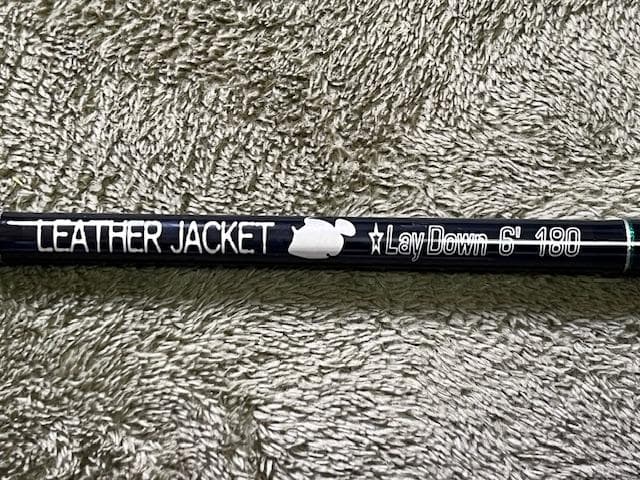 LEATHER JACKET ☆Lay Down 6' 180